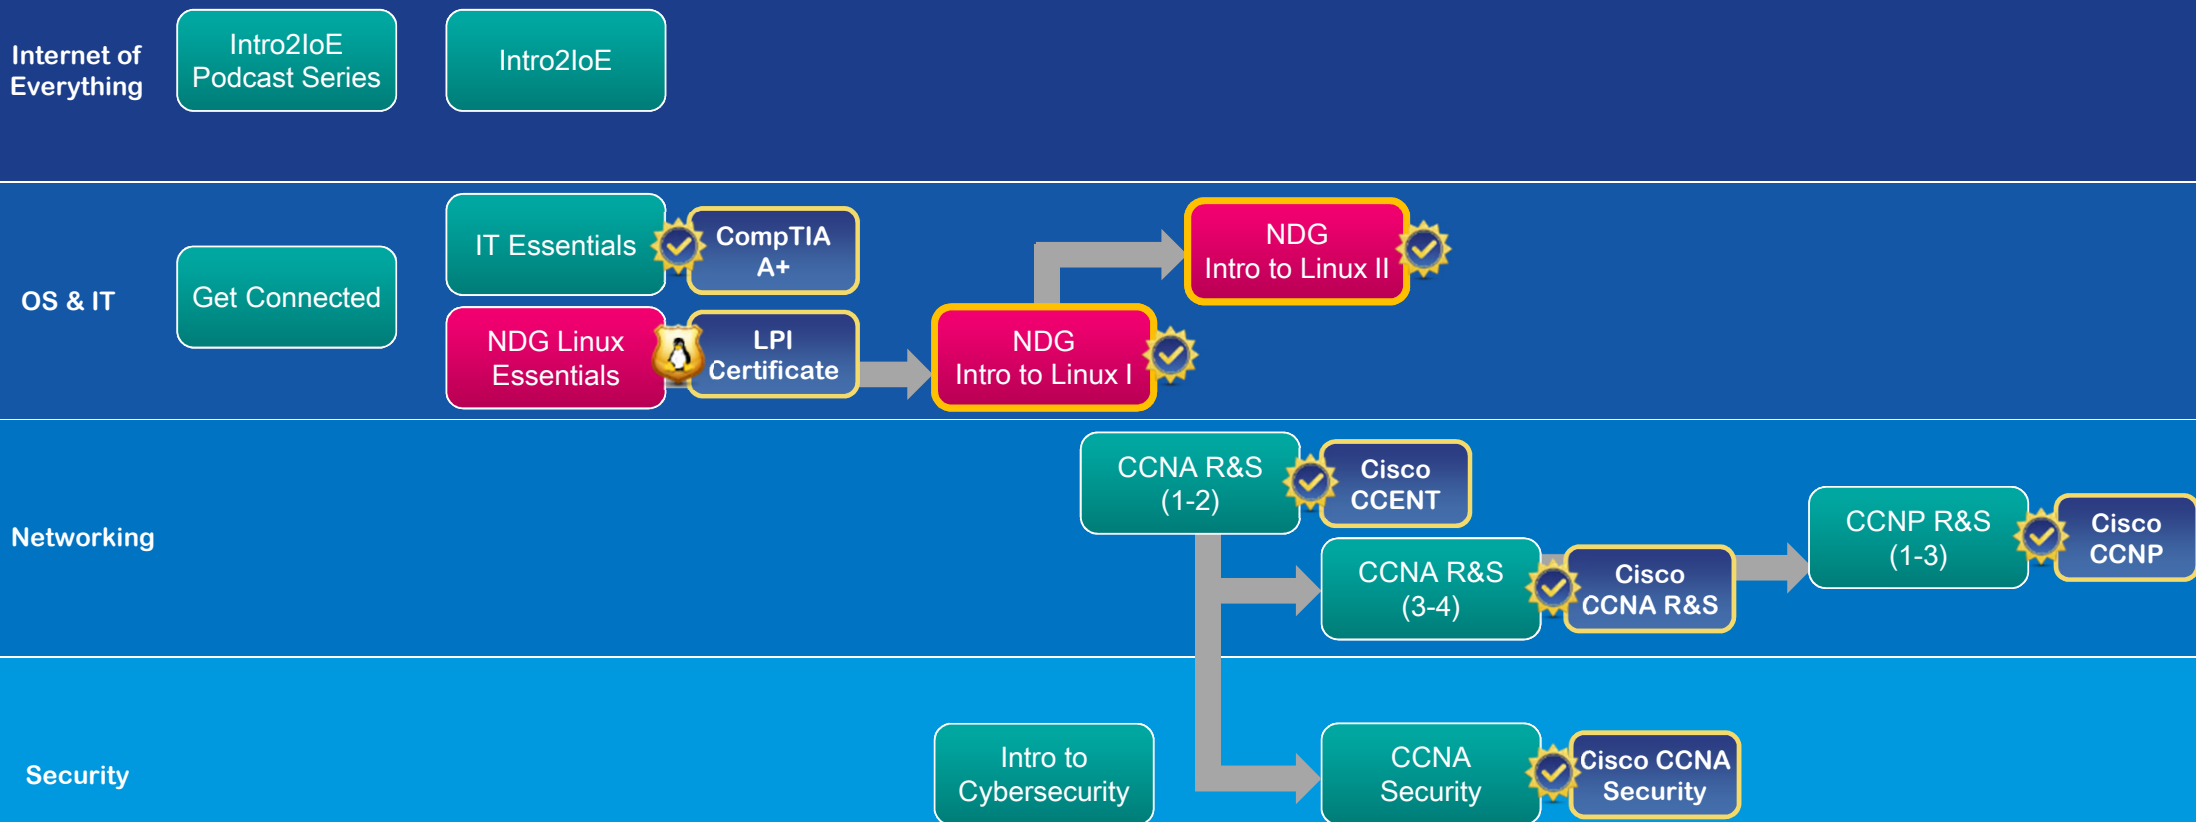 Internet of
Everything
Intro2IoE
Podcast Series
Intro2IoE
OS & IT
Get Connected
IT Essentials
CompTIA
A+
NDG Linux
Essentials
LPI
Certificate
NDG
Intro to Linux I
NDG
Intro to Linux II
Networking
CCNA R&S
(1-2)
Cisco
CCENT
CCNA R&S
(3-4)
Cisco
CCNA R&S
CCNP R&S
(1-3)
Cisco
CCNP
Security
Intro to
Cybersecurity
CCNA
Security
Cisco CCNA
Security